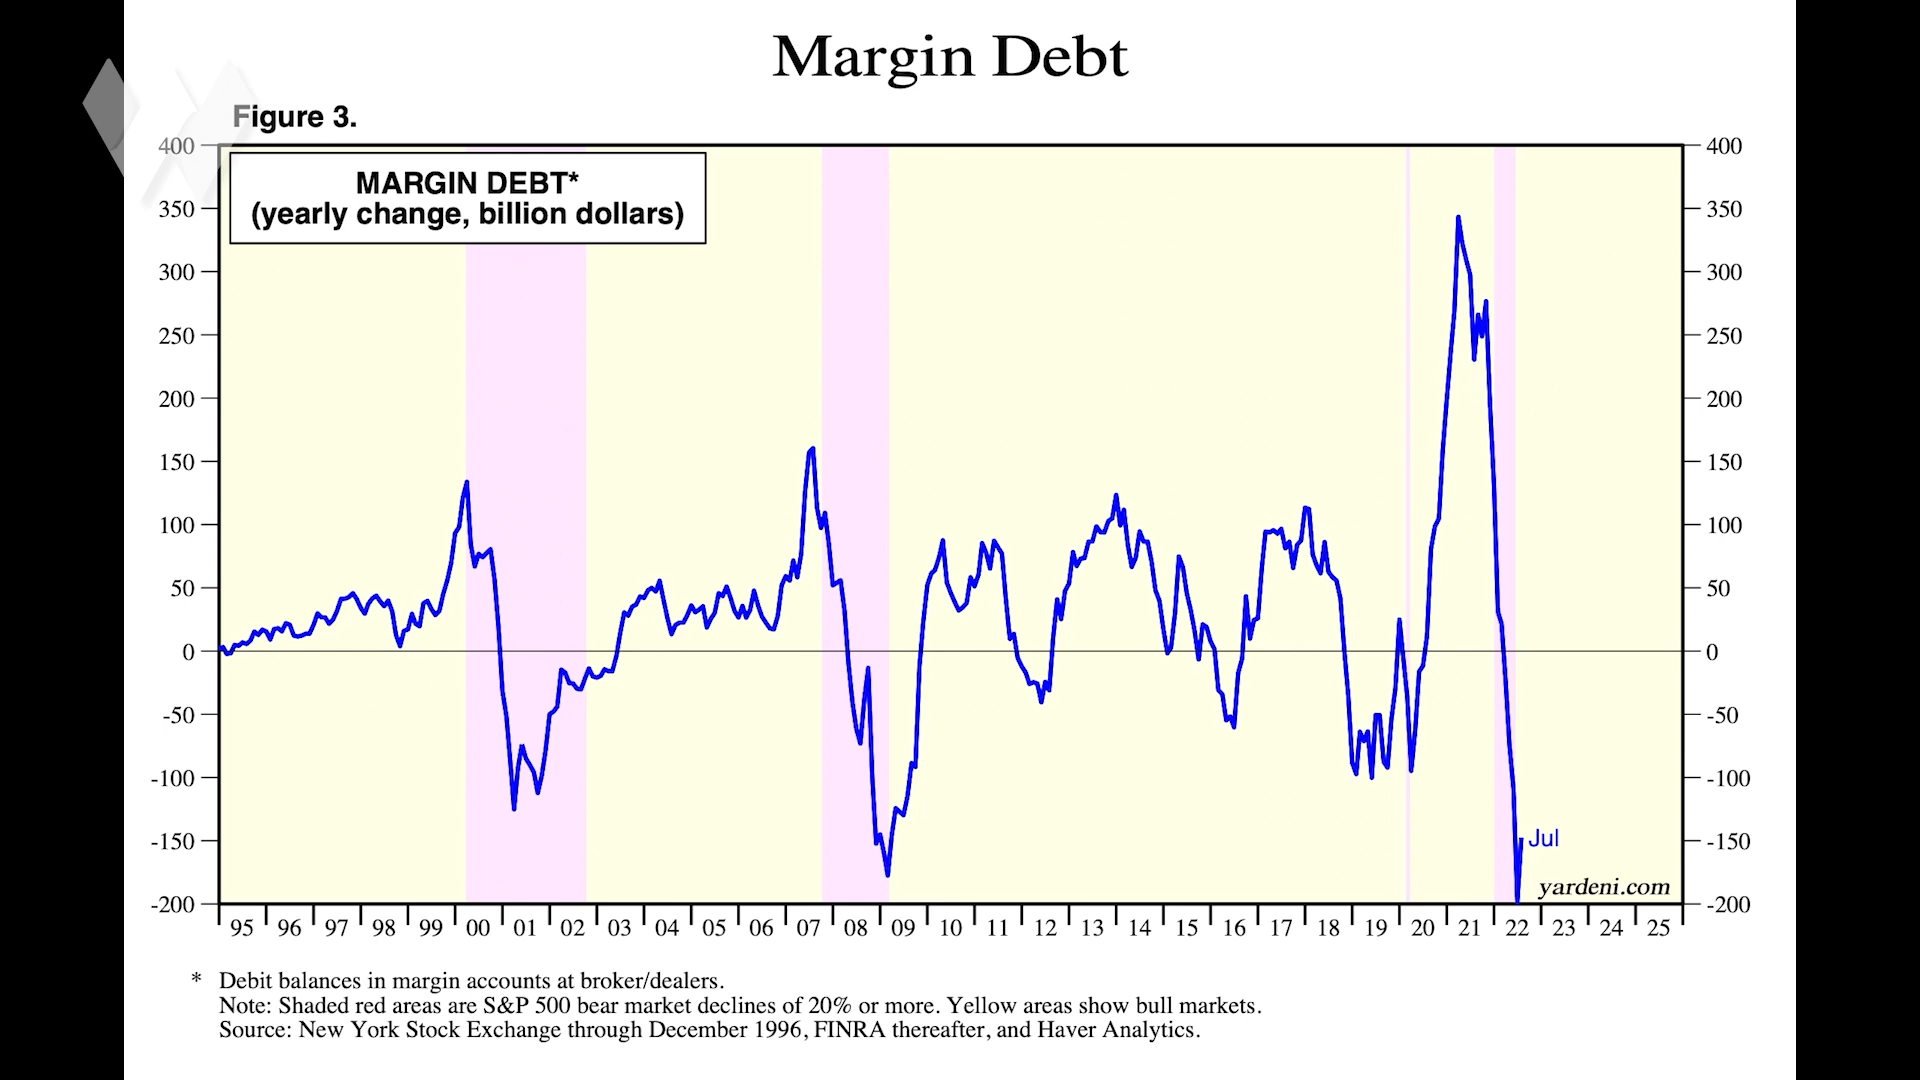 Margin Debt
Figure 3.
MARGIN DEBT*
(yearly change, billion dollars)
400 400
350 350
300 300
250 250
200 200
150 150
100 100
50 50
0 0
-50 -50
-100 -100
-150 Jul -150
yardeni.com
-200 -200
95 96 97 98 99 00 01 02 03 04 05 06 07 08 09 10 11 12 13 14 15 16 17 18 19 20 21 22 23 24 25
* Debit balances in margin accounts at broker/dealers.
Note: Shaded red areas are S&P 500 bear market declines of 20% or more. Yellow areas show bull markets.
Source: New York Stock Exchange through December 1996, FINRA thereafter, and Haver Analytics.